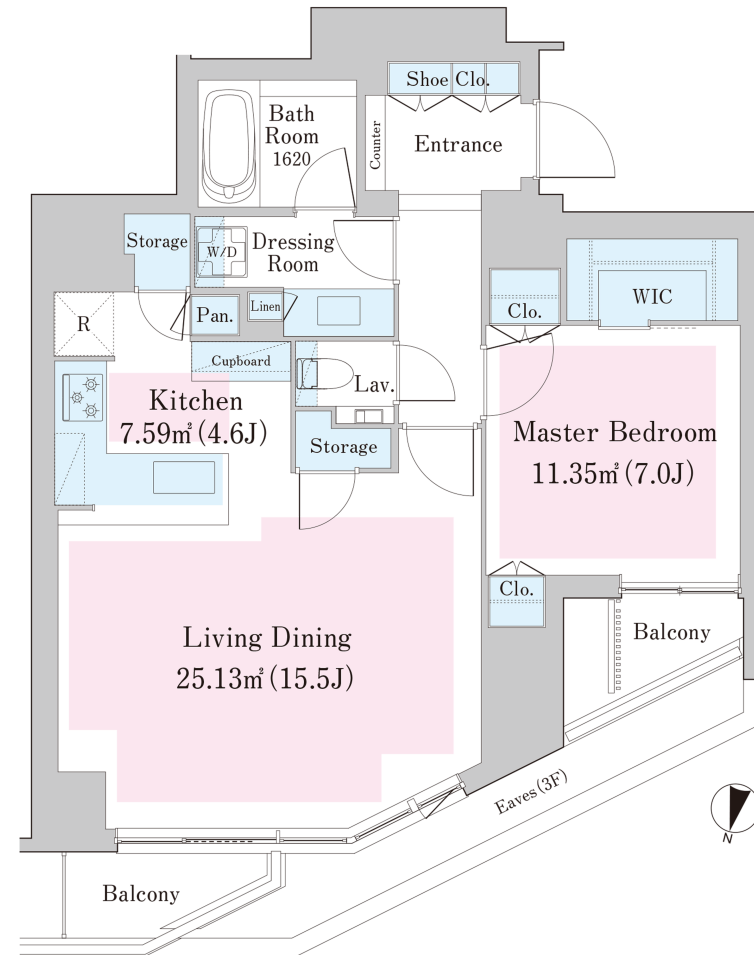 Shoe Clo.
Bath
Room
1620
Counter
Entrance
Storage
W/D
Dressing
Room
WIC
R
Pan.
Linen
Clo.
Cupboard
Lav.
Kitchen
7.59㎡(4.6J)
Master Bedroom
11.35㎡(7.0J)
Storage
Clo.
Living Dining
25.13㎡(15.5J)
Balcony
Eaves(3F)
N
Balcony